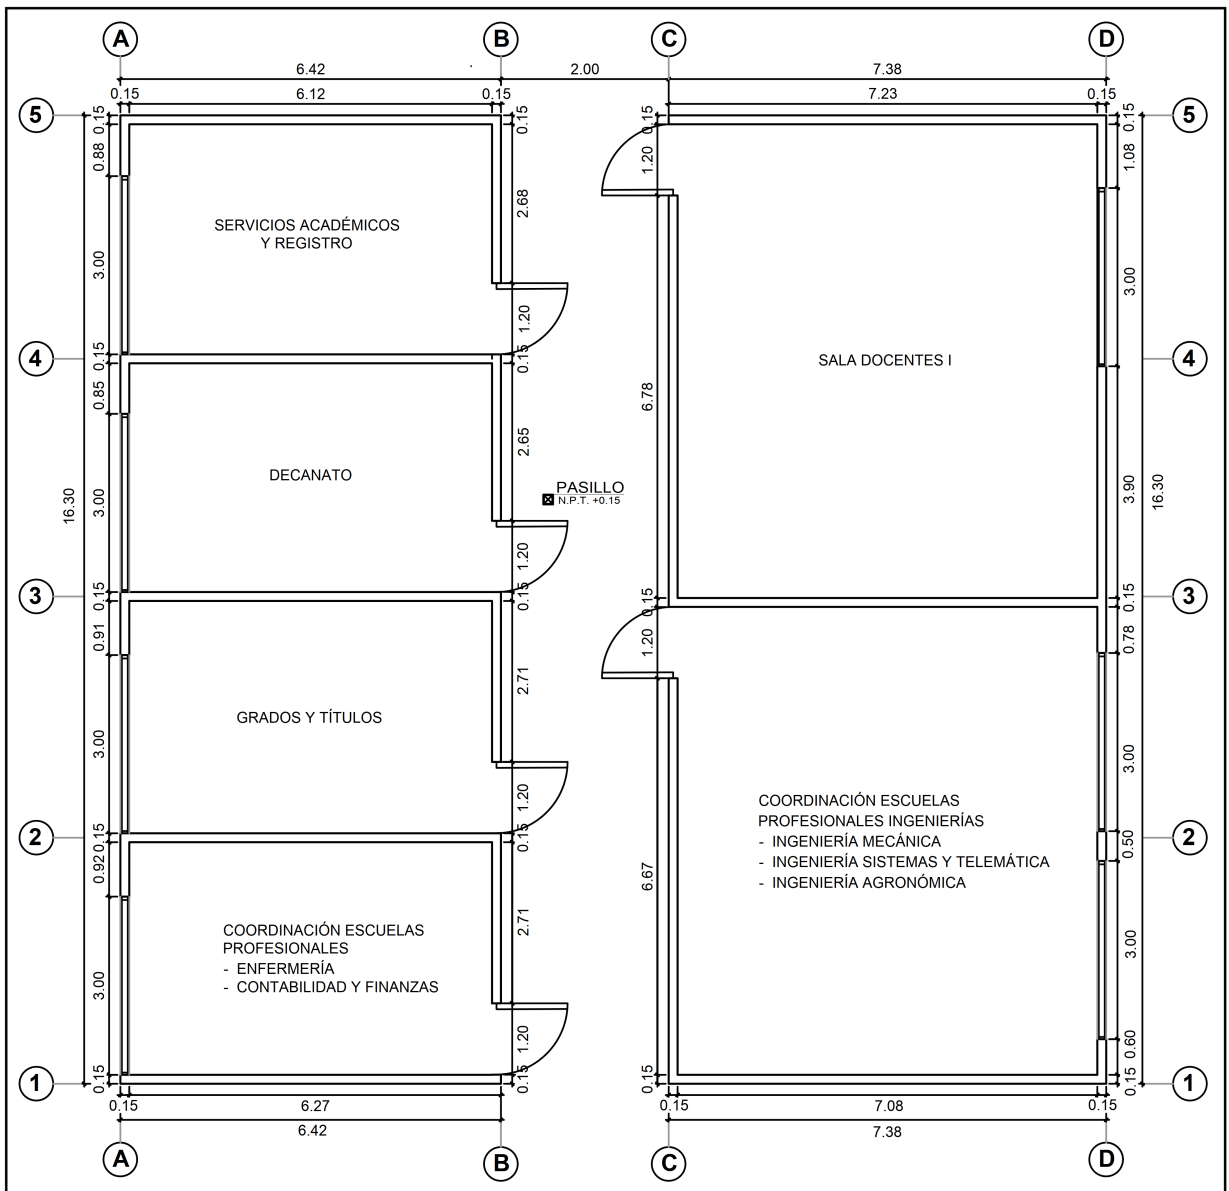 A
B
C
D
6.42
2.00
7.38
0.15
6.12
0.15
7.23
0.15
5
5
0.15
0.88
3.00
0.15
0.85
3.00
0.15
0.91
3.00
0.15
0.92
3.00
0.15
16.30
SERVICIOS ACADÉMICOS
Y REGISTRO
DECANATO
GRADOS Y TÍTULOS
COORDINACIÓN ESCUELAS
PROFESIONALES
- ENFERMERÍA
- CONTABILIDAD Y FINANZAS
0.15
2.68
1.20
0.15
2.65
1.20
0.15
2.71
1.20
0.15
2.71
1.20
0.15
PASILLO
N.P.T. +0.15
0.15
1.20
6.78
0.15
1.20
6.67
0.15
SALA DOCENTES I
COORDINACIÓN ESCUELAS
PROFESIONALES INGENIERÍAS
- INGENIERÍA MECÁNICA
- INGENIERÍA SISTEMAS Y TELEMÁTICA
- INGENIERÍA AGRONÓMICA
0.15
1.08
3.00
3.90
0.15
0.78
3.00
0.50
3.00
0.60
0.15
16.30
4
4
3
3
2
2
1
1
0.15
6.27
0.15
7.08
0.15
6.42
7.38
A
B
C
D